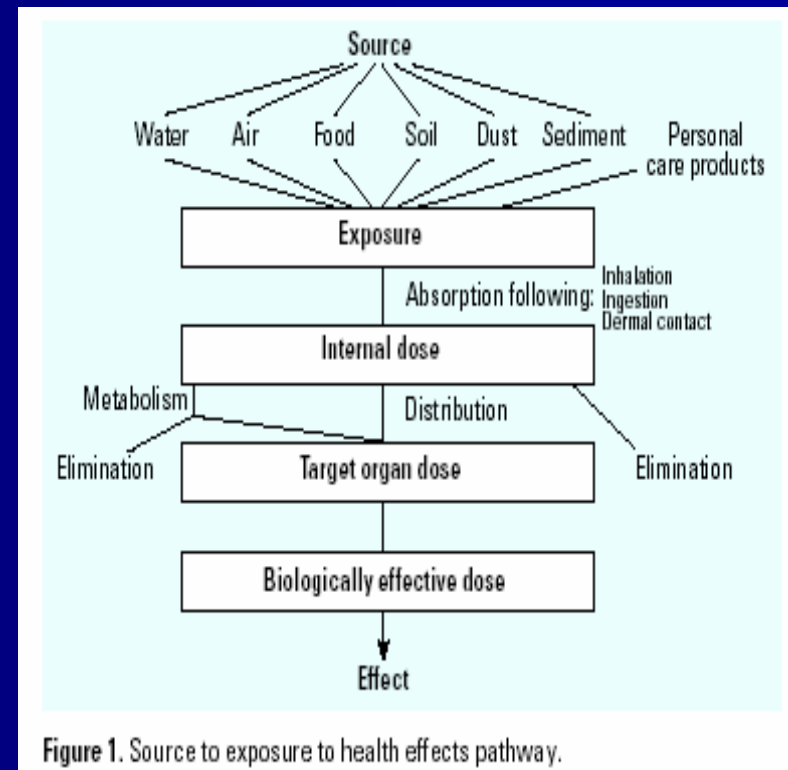 Source
Water Air Food Soil Dust Sediment Personal
care products
Exposure
Absorption following: Inhalation
Ingestion
Dermal contact
Internal dose
Metabolism
Distribution
Elimination
Target organ dose
Elimination
Biologically effective dose
Effect
Figure 1. Source to exposure to health effects pathway.